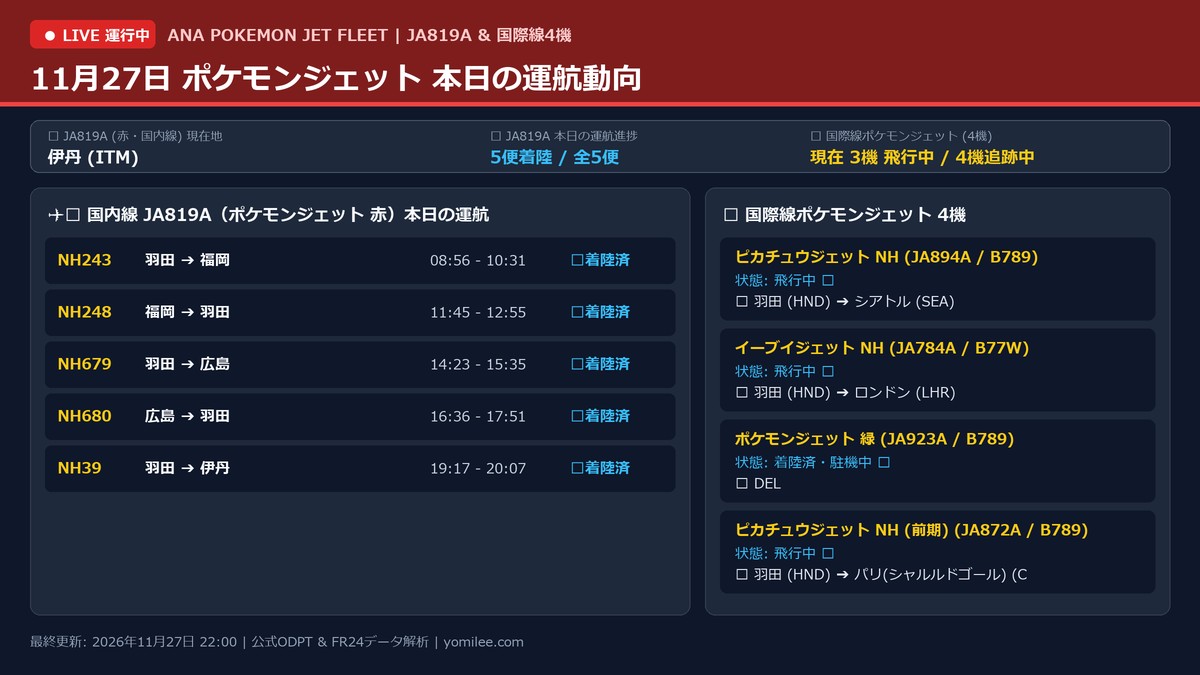 ● LIVE 運行中 ANA POKEMON JET FLEET | JA819A & 国際線4機
11月27日 ポケモンジェット 本日の運航動向
□ JA819A (赤・国内線) 現在地
伊丹 (ITM)
□ JA819A 本日の運航進捗
5便着陸 / 全5便
□ 国際線ポケモンジェット (4機)
現在 3機 飛行中 / 4機追跡中
✈□ 国内線 JA819A（ポケモンジェット 赤）本日の運航
NH243 羽田 → 福岡 08:56 - 10:31 □着陸済
NH248 福岡 → 羽田 11:45 - 12:55 □着陸済
NH679 羽田 → 広島 14:23 - 15:35 □着陸済
NH680 広島 → 羽田 16:36 - 17:51 □着陸済
NH39 羽田 → 伊丹 19:17 - 20:07 □着陸済
□ 国際線ポケモンジェット 4機
ピカチュウジェット NH (JA894A / B789)
状態: 飛行中 □
□ 羽田 (HND) ➔ シアトル (SEA)
イーブイジェット NH (JA784A / B77W)
状態: 飛行中 □
□ 羽田 (HND) ➔ ロンドン (LHR)
ポケモンジェット 緑 (JA923A / B789)
状態: 着陸済・駐機中 □
□ DEL
ピカチュウジェット NH (前期) (JA872A / B789)
状態: 飛行中 □
□ 羽田 (HND) ➔ パリ(シャルルドゴール) (C
最終更新: 2026年11月27日 22:00 | 公式ODPT & FR24データ解析 | yomilee.com